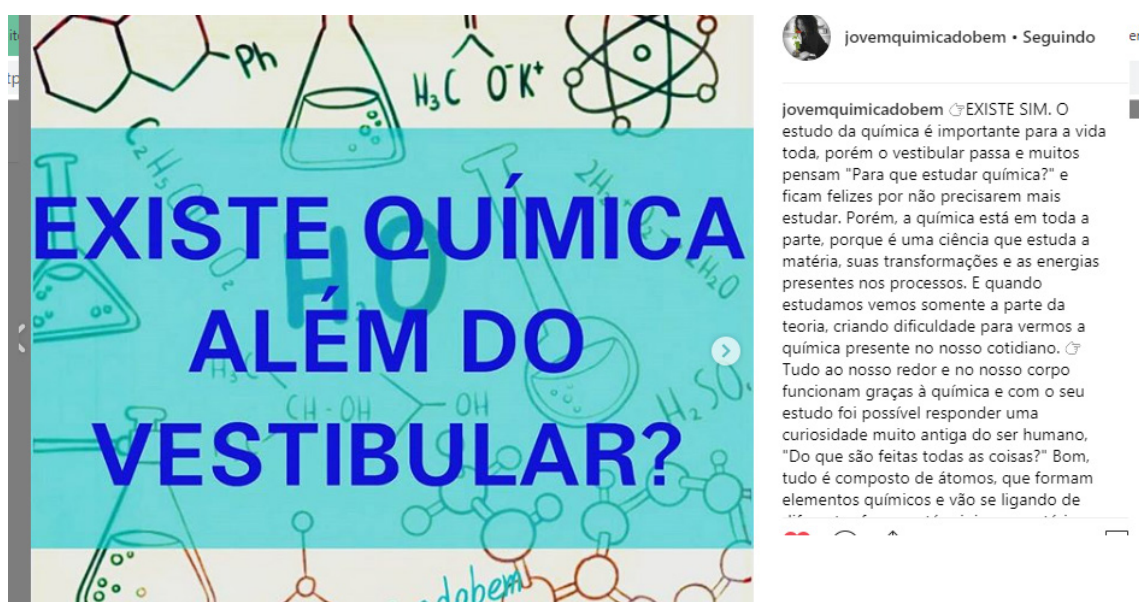 Ph
H₃C O⁻K⁺
EXISTE QUÍMICA
ALÉM DO
VESTIBULAR?
H₂O
H₃C
CH-OH
OH
H₂SO₄
dobem
jovemquimicadobem • Seguindo
jovemquimicadobem 👉EXISTE SIM. O
estudo da química é importante para a vida
toda, porém o vestibular passa e muitos
pensam "Para que estudar química?" e
ficam felizes por não precisarem mais
estudar. Porém, a química está em toda a
parte, porque é uma ciência que estuda a
matéria, suas transformações e as energias
presentes nos processos. E quando
estudamos vemos somente a parte da
teoria, criando dificuldade para vermos a
química presente no nosso cotidiano. 👉
Tudo ao nosso redor e no nosso corpo
funcionam graças à química e com o seu
estudo foi possível responder uma
curiosidade muito antiga do ser humano,
"Do que são feitas todas as coisas?" Bom,
tudo é composto de átomos, que formam
elementos químicos e vão se ligando de